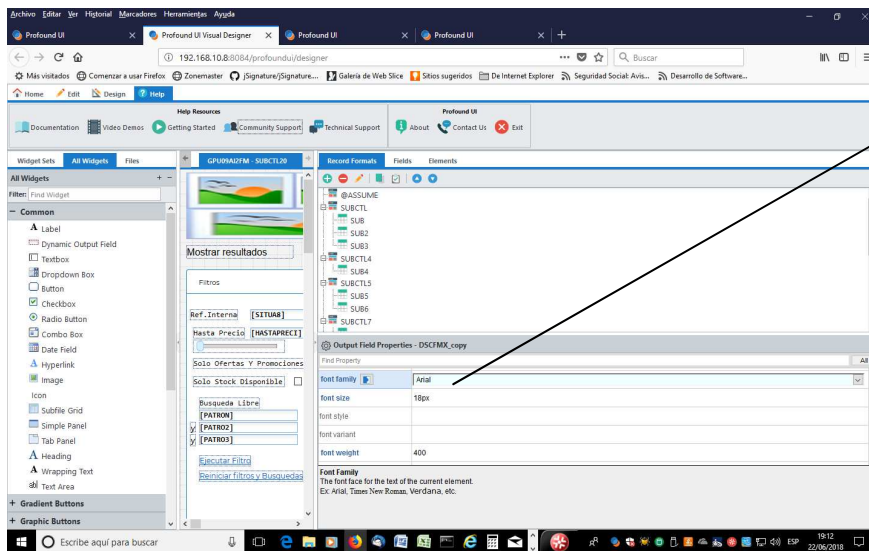 Archivo Editar Ver Historial Marcadores Herramientas Ayuda
Profound UI
Profound UI Visual Designer
Profound UI
Profound UI
192.168.10.8:8084/profoundui/designer
Buscar
Más visitados Comenzar a usar Firefox Zonemaster jSignature/jSignature.... Galería de Web Slice Sitios sugeridos De Internet Explorer Seguridad Social: Avis... Desarrollo de Software...
Home Edit Design Help
Help Resources
Profound UI
Documentation Video Demos Getting Started Community Support Technical Support About Contact Us Exit
Widget Sets All Widgets Files
GPU09AI2FM - SUBCTL20
Record Formats Fields Elements
All Widgets
Filter: Find Widget
Common
Label
Dynamic Output Field
Textbox
Dropdown Box
Button
Checkbox
Radio Button
Combo Box
Date Field
Hyperlink
Image
Icon
Subfile Grid
Simple Panel
Tab Panel
Heading
Wrapping Text
Text Area
Gradient Buttons
Graphic Buttons
Mostrar resultados
Filtros
Ref.Interna [SITUA8]
Hasta Precio [HASTAPRECI]
Solo Ofertas Y Promociones
Solo Stock Disponible
Busqueda Libre
[PATRON]
y [PATRO2]
y [PATRO3]
Ejecutar Filtro
Reiniciar filtros y Busquedas
@ASSUME
SUBCTL
SUB
SUB2
SUB3
SUBCTL4
SUB4
SUBCTL5
SUB5
SUB6
SUBCTL7
Output Field Properties - DSCFMX_copy
Find Property
All
font family Arial
font size 18px
font style
font variant
font weight 400
Font Family
The font face for the text of the current element.
Ex: Arial, Times New Roman, Verdana, etc.
Escribe aquí para buscar
ESP
19:12
22/06/2018